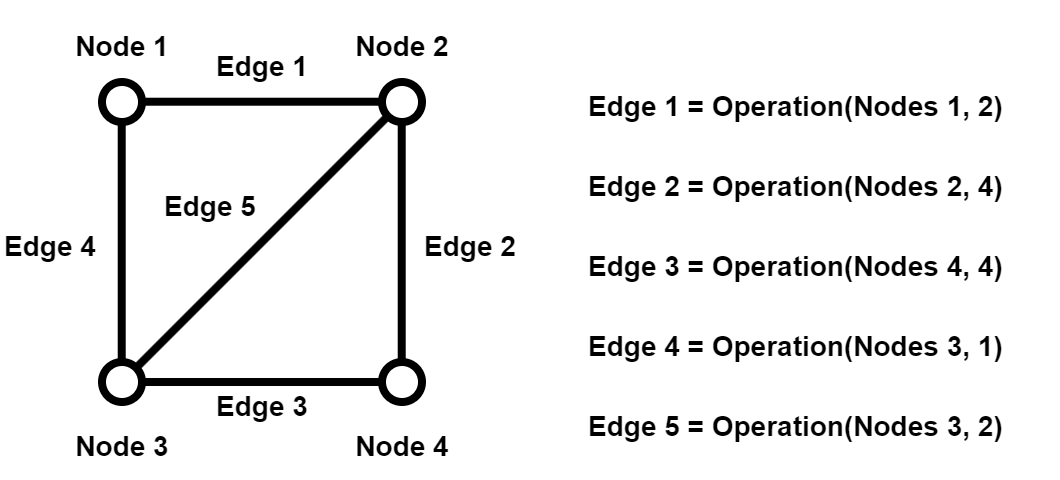 Node 1
Node 2
Edge 1
Edge 5
Edge 4
Edge 2
Edge 3
Node 3
Node 4
Edge 1 = Operation(Nodes 1, 2)
Edge 2 = Operation(Nodes 2, 4)
Edge 3 = Operation(Nodes 4, 4)
Edge 4 = Operation(Nodes 3, 1)
Edge 5 = Operation(Nodes 3, 2)